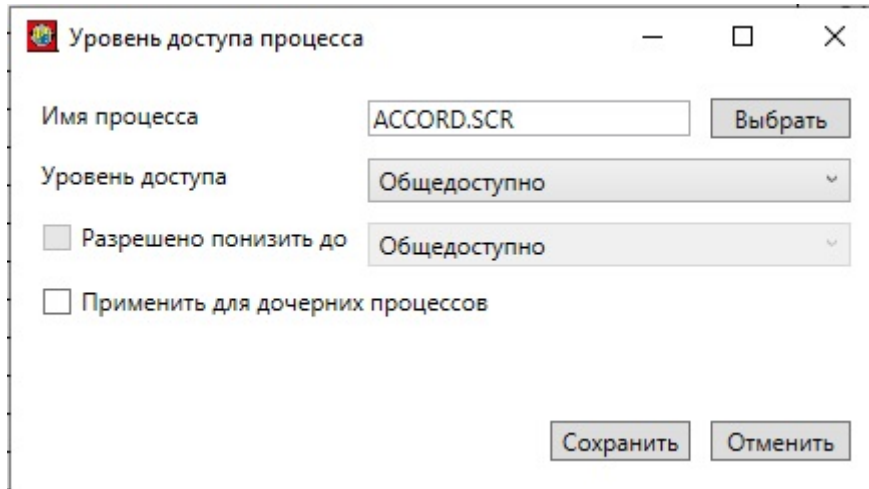 Уровень доступа процесса
Имя процесса ACCORD.SCR Выбрать
Уровень доступа Общедоступно
Разрешено понизить до Общедоступно
Применить для дочерних процессов
Сохранить Отменить